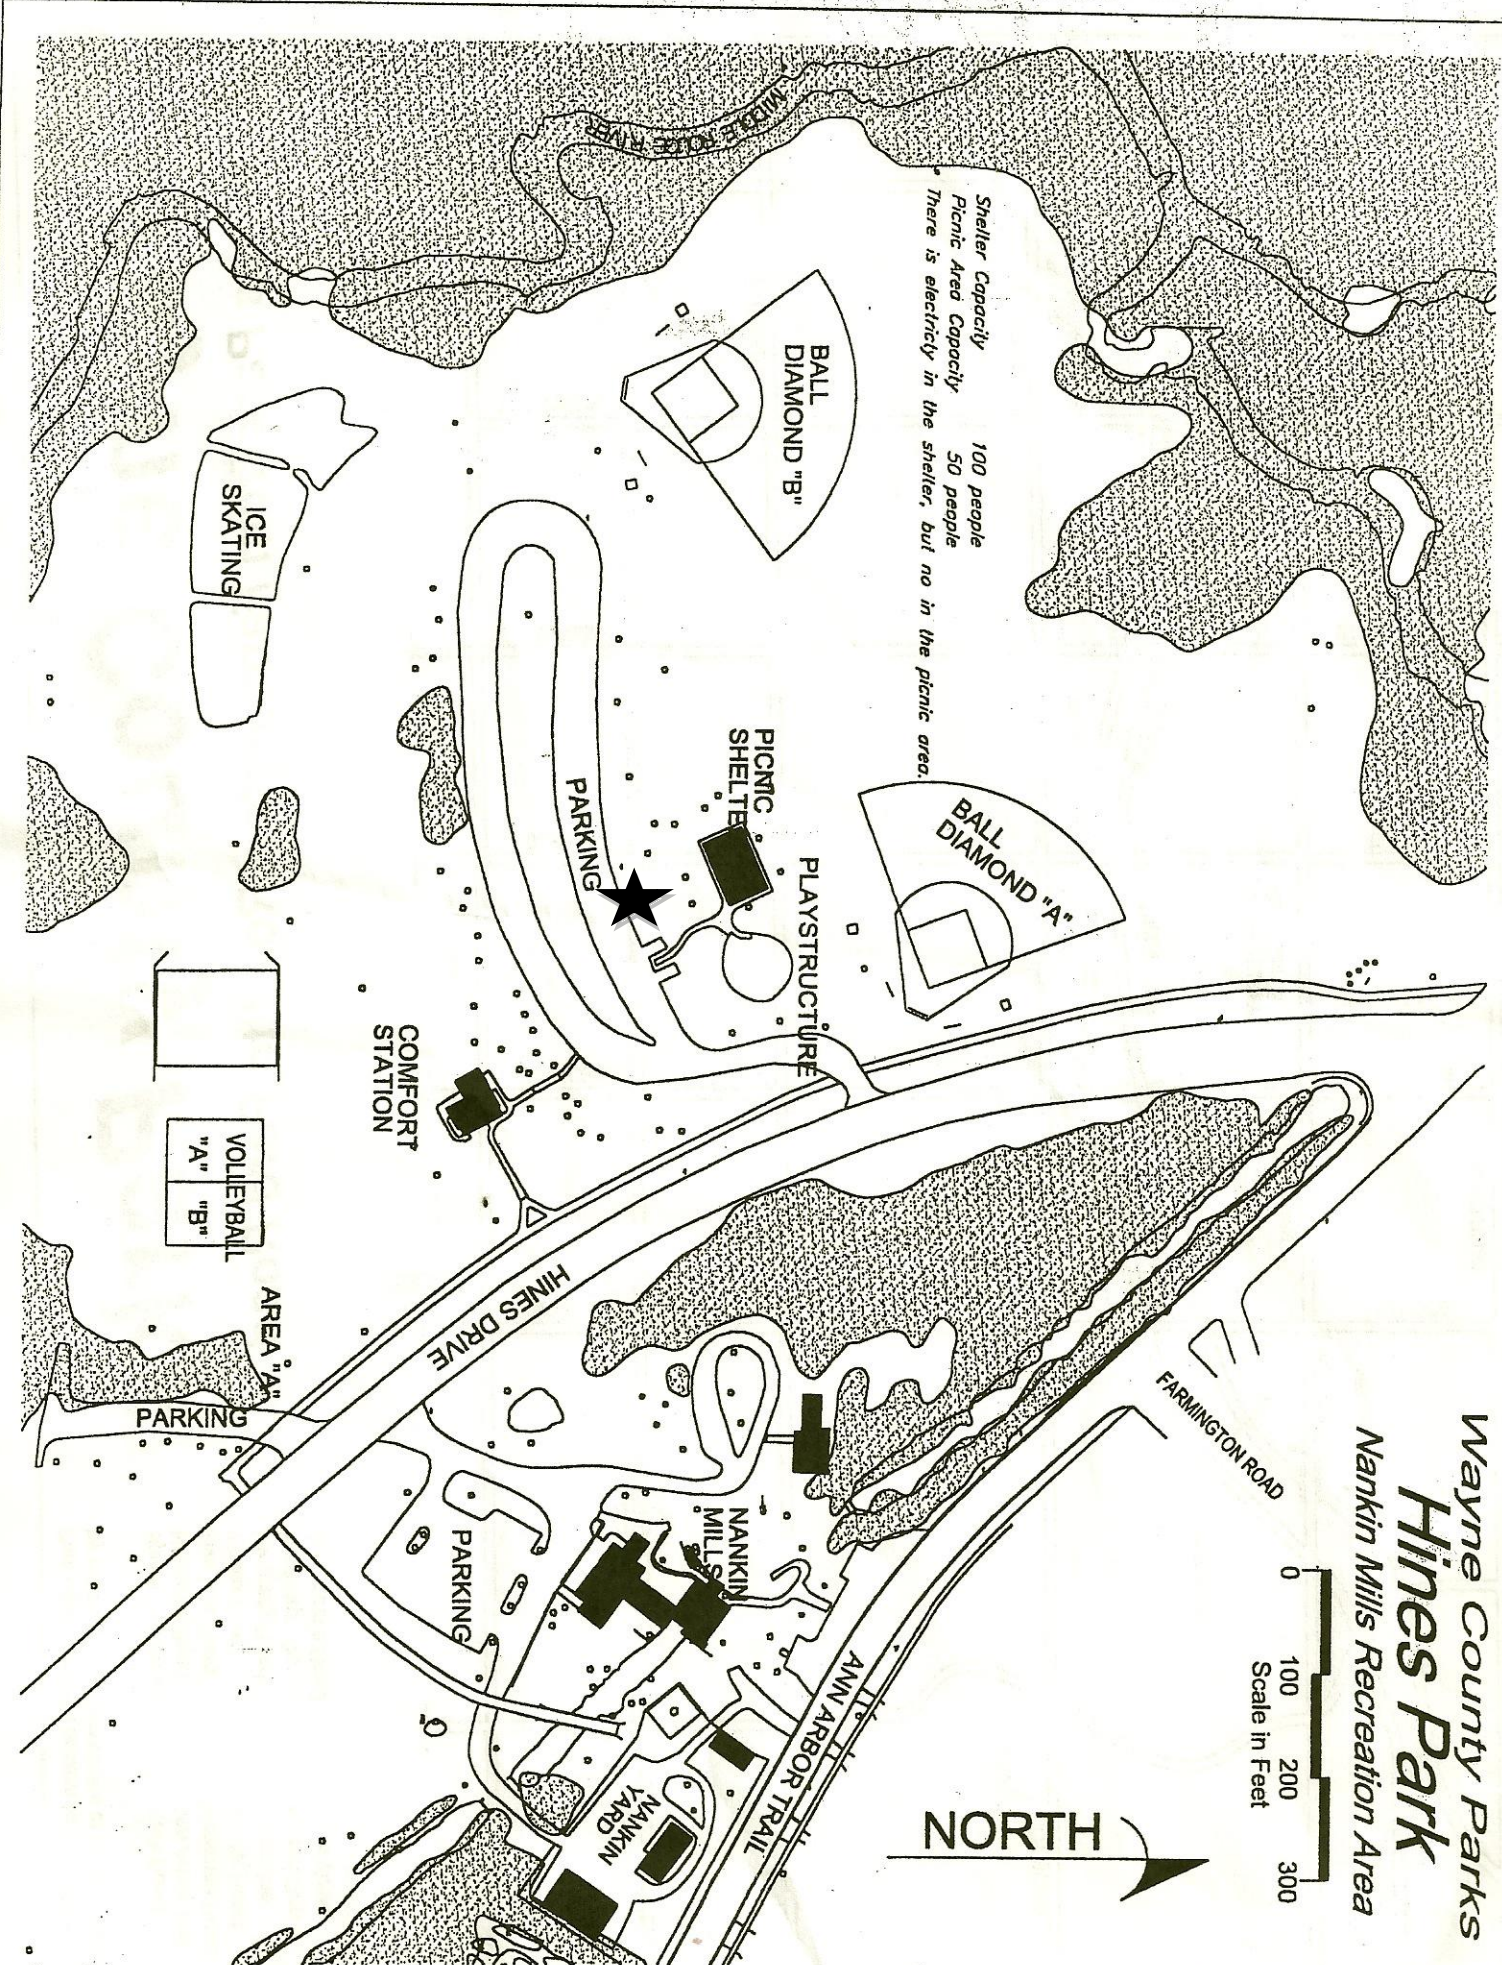 Wayne County Parks
Hines Park
Nankin Mills Recreation Area
0 100 200 300
Scale in Feet
NORTH
Shelter Capacity 100 people
Picnic Area Capacity 50 people
* There is electricty in the shelter, but no in the picnic area.
MIDDLE ROUGE RIVER
BALL
DIAMOND "B"
BALL
DIAMOND "A"
PICNIC
SHELTE
PLAYSTRUCTURE
PARKING
ICE
SKATING
COMFORT
STATION
VOLLEYBALL
"A" "B"
AREA "A"
PARKING
HINES DRIVE
FARMINGTON ROAD
NANKIN
MILLS
PARKING
ANN ARBOR TRAIL
NANKIN
YARD